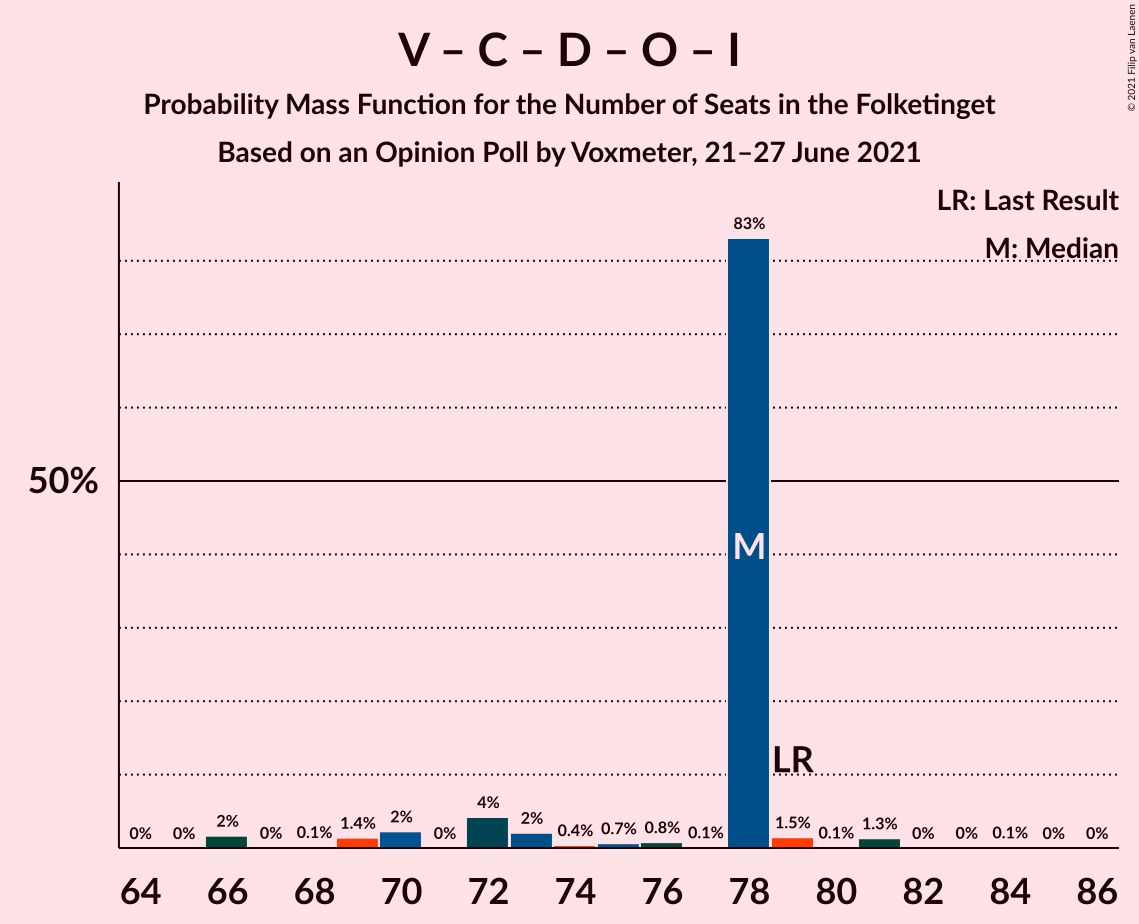 V – C – D – O – I
Probability Mass Function for the Number of Seats in the Folketinget
Based on an Opinion Poll by Voxmeter, 21–27 June 2021
© 2021 Filip van Laenen
LR: Last Result
M: Median
50%
0% 0% 2% 0% 0.1% 1.4% 2% 0% 4% 2% 0.4% 0.7% 0.8% 0.1% 83% 1.5% 0.1% 1.3% 0% 0% 0.1% 0% 0%
M
LR
64 66 68 70 72 74 76 78 80 82 84 86